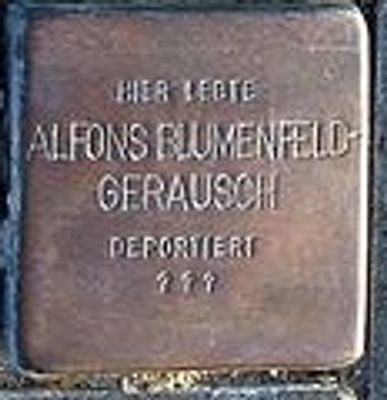 HIER LEBTE
ALFONS BLUMENFELD-
GERAUSCH
DEPORTIERT
???